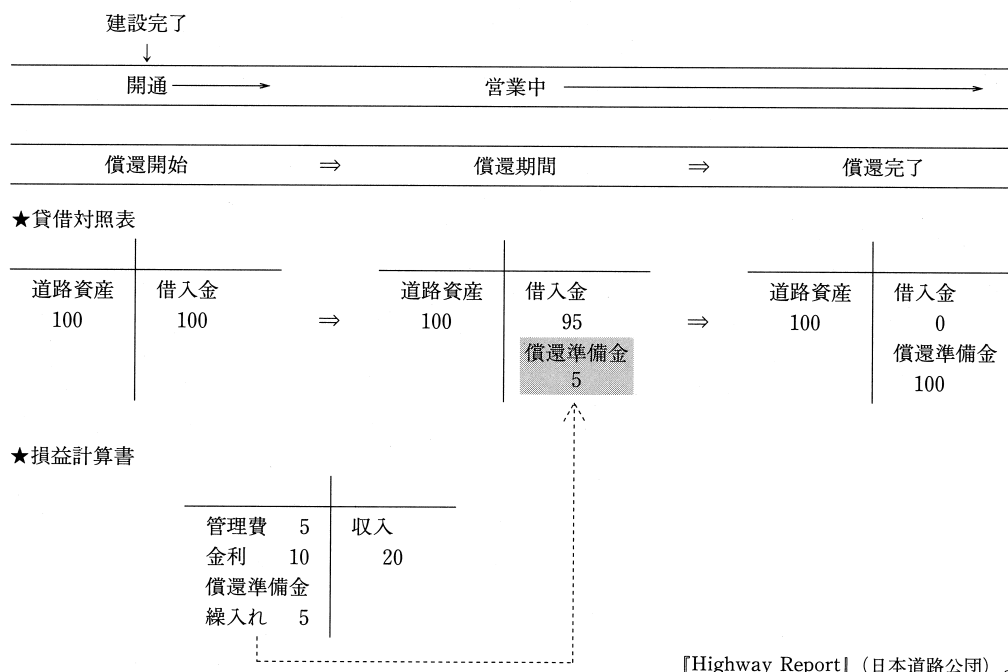 建設完了
↓
開通 → 営業中 →
償還開始 ⇒ 償還期間 ⇒ 償還完了
★貸借対照表
道路資産 借入金 道路資産 借入金 道路資産 借入金
100 100 ⇒ 100 95 ⇒ 100 0
償還準備金 償還準備金
5 100
★損益計算書
管理費 5 収入
金利 10 20
償還準備金
繰入れ 5
『Highway Report』(日本道路公団)